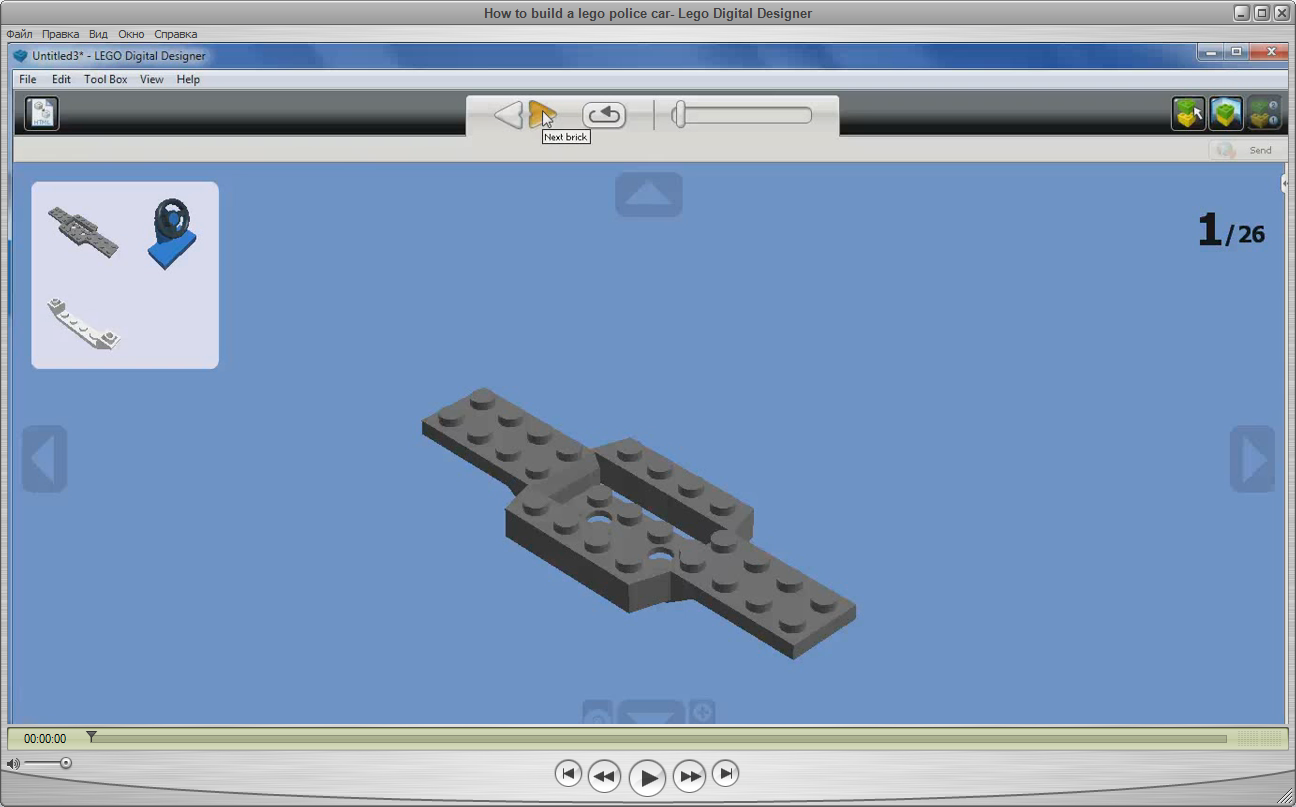 How to build a lego police car- Lego Digital Designer
Файл Правка Вид Окно Справка
Untitled3* - LEGO Digital Designer
File Edit Tool Box View Help
HTML
Next brick
Send
1/26
00:00:00